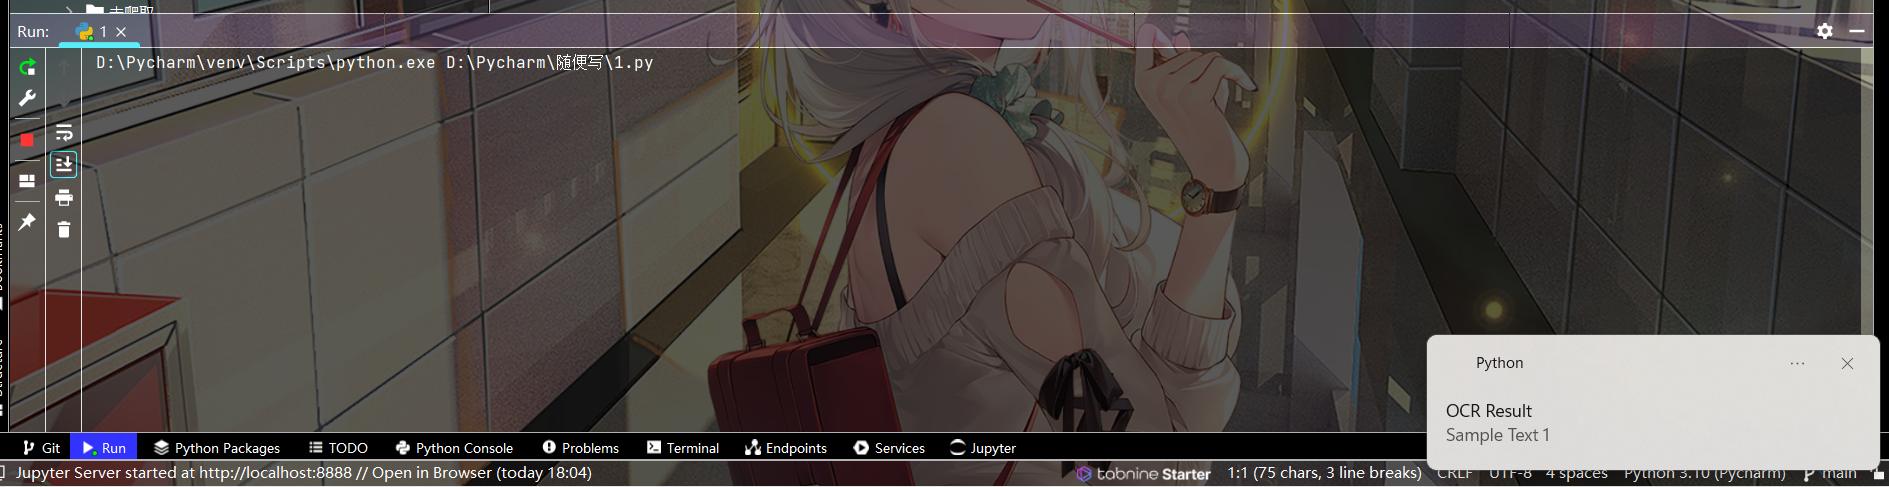 Run: 1
D:\Pycharm\venv\Scripts\python.exe D:\Pycharm\随便写\1.py
Python
OCR Result
Sample Text 1
Git Run Python Packages TODO Python Console Problems Terminal Endpoints Services Jupyter
Jupyter Server started at http://localhost:8888 // Open in Browser (today 18:04) tabnine Starter 1:1 (75 chars, 3 line breaks) CRLF UTF-8 4 spaces Python 3.10 (Pycharm) main